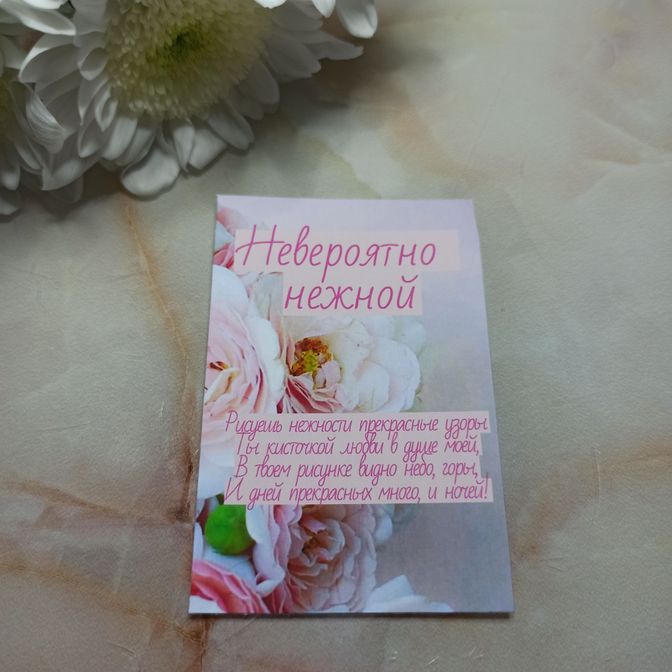 Невероятно
нежной
Рисуешь нежности прекрасные узоры
Ты кисточкой любви в душе моей,
В твоем рисунке видно небо, горы,
И дней прекрасных много, и ночей!